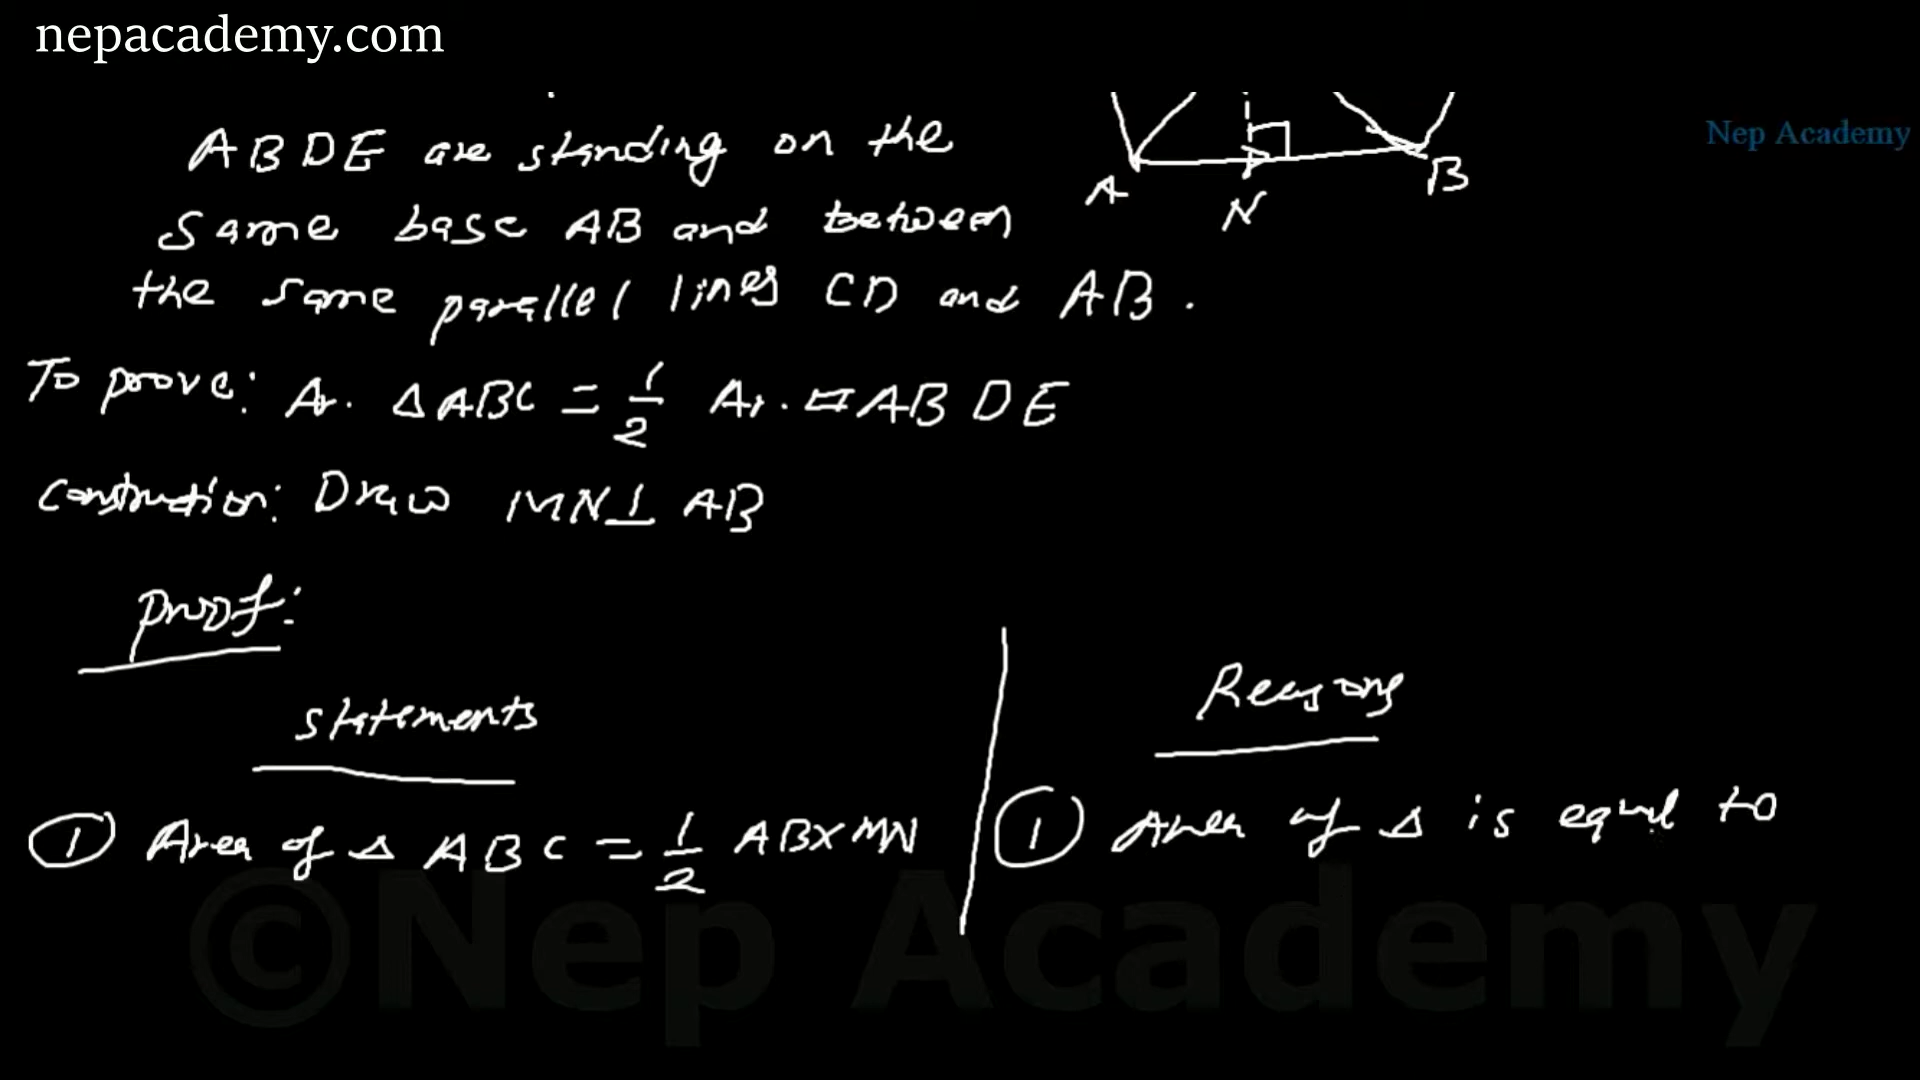 nepacademy.com
Nep Academy
ABDE are standing on the
same base AB and between
the same parallel lines CD and AB.
A N B
To prove: Ar. △ABC = 1/2 Ar. ▱ABDE
Construction: Draw MN⊥ AB
Proof:
Statements
Reasons
① Area of △ ABC = 1/2 AB×MN
① Area of △ is equal to
©Nep Academy